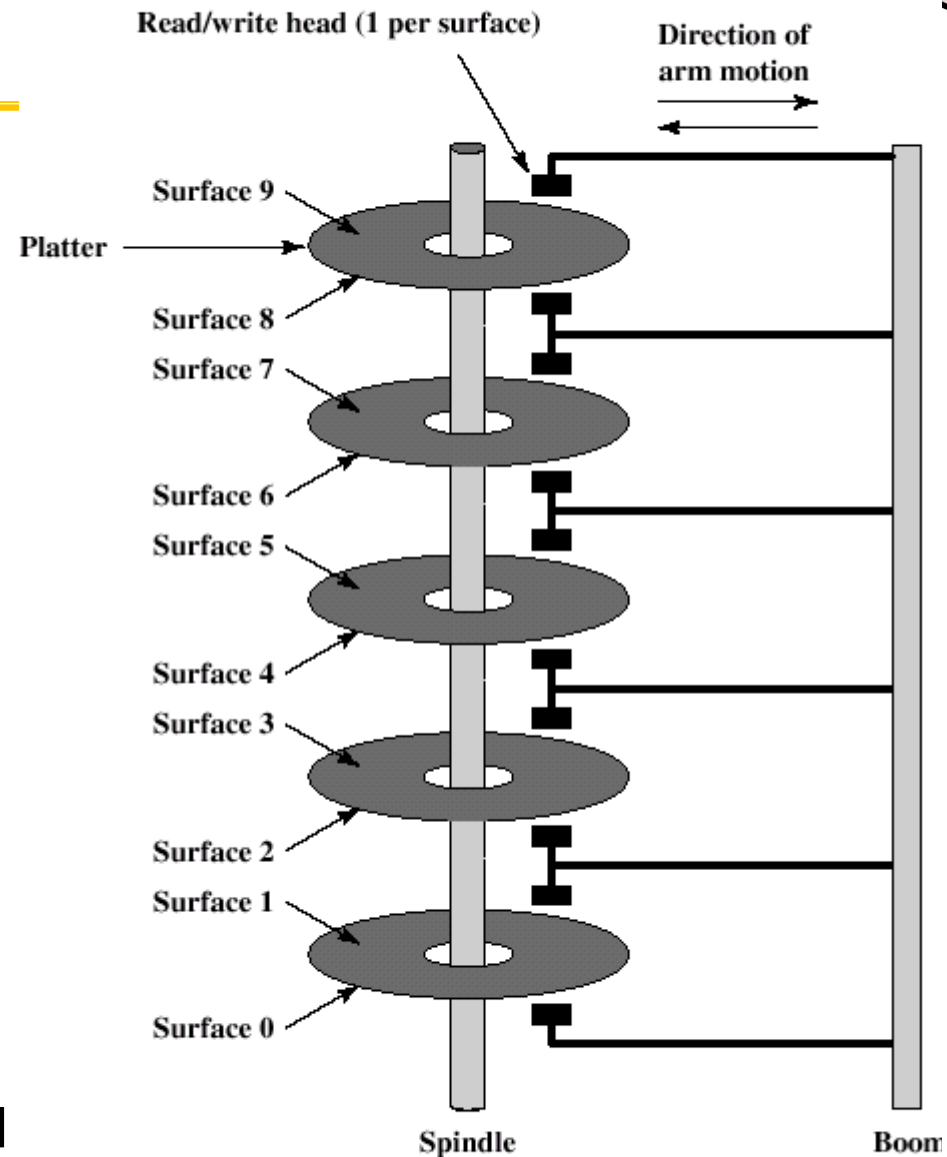 Read/write head (1 per surface)
Direction of
arm motion
Surface 9
Platter
Surface 8
Surface 7
Surface 6
Surface 5
Surface 4
Surface 3
Surface 2
Surface 1
Surface 0
Spindle
Boom